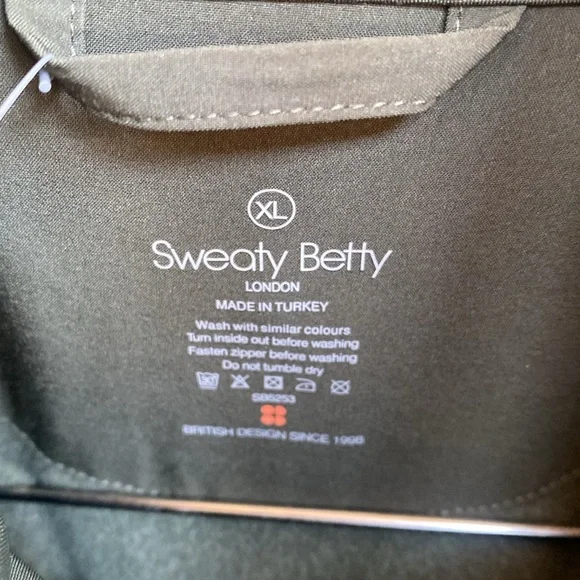 XL
Sweaty Betty
LONDON
MADE IN TURKEY
Wash with similar colours
Turn inside out before washing
Fasten zipper before washing
Do not tumble dry
SB5253
BRITISH DESIGN SINCE 1998